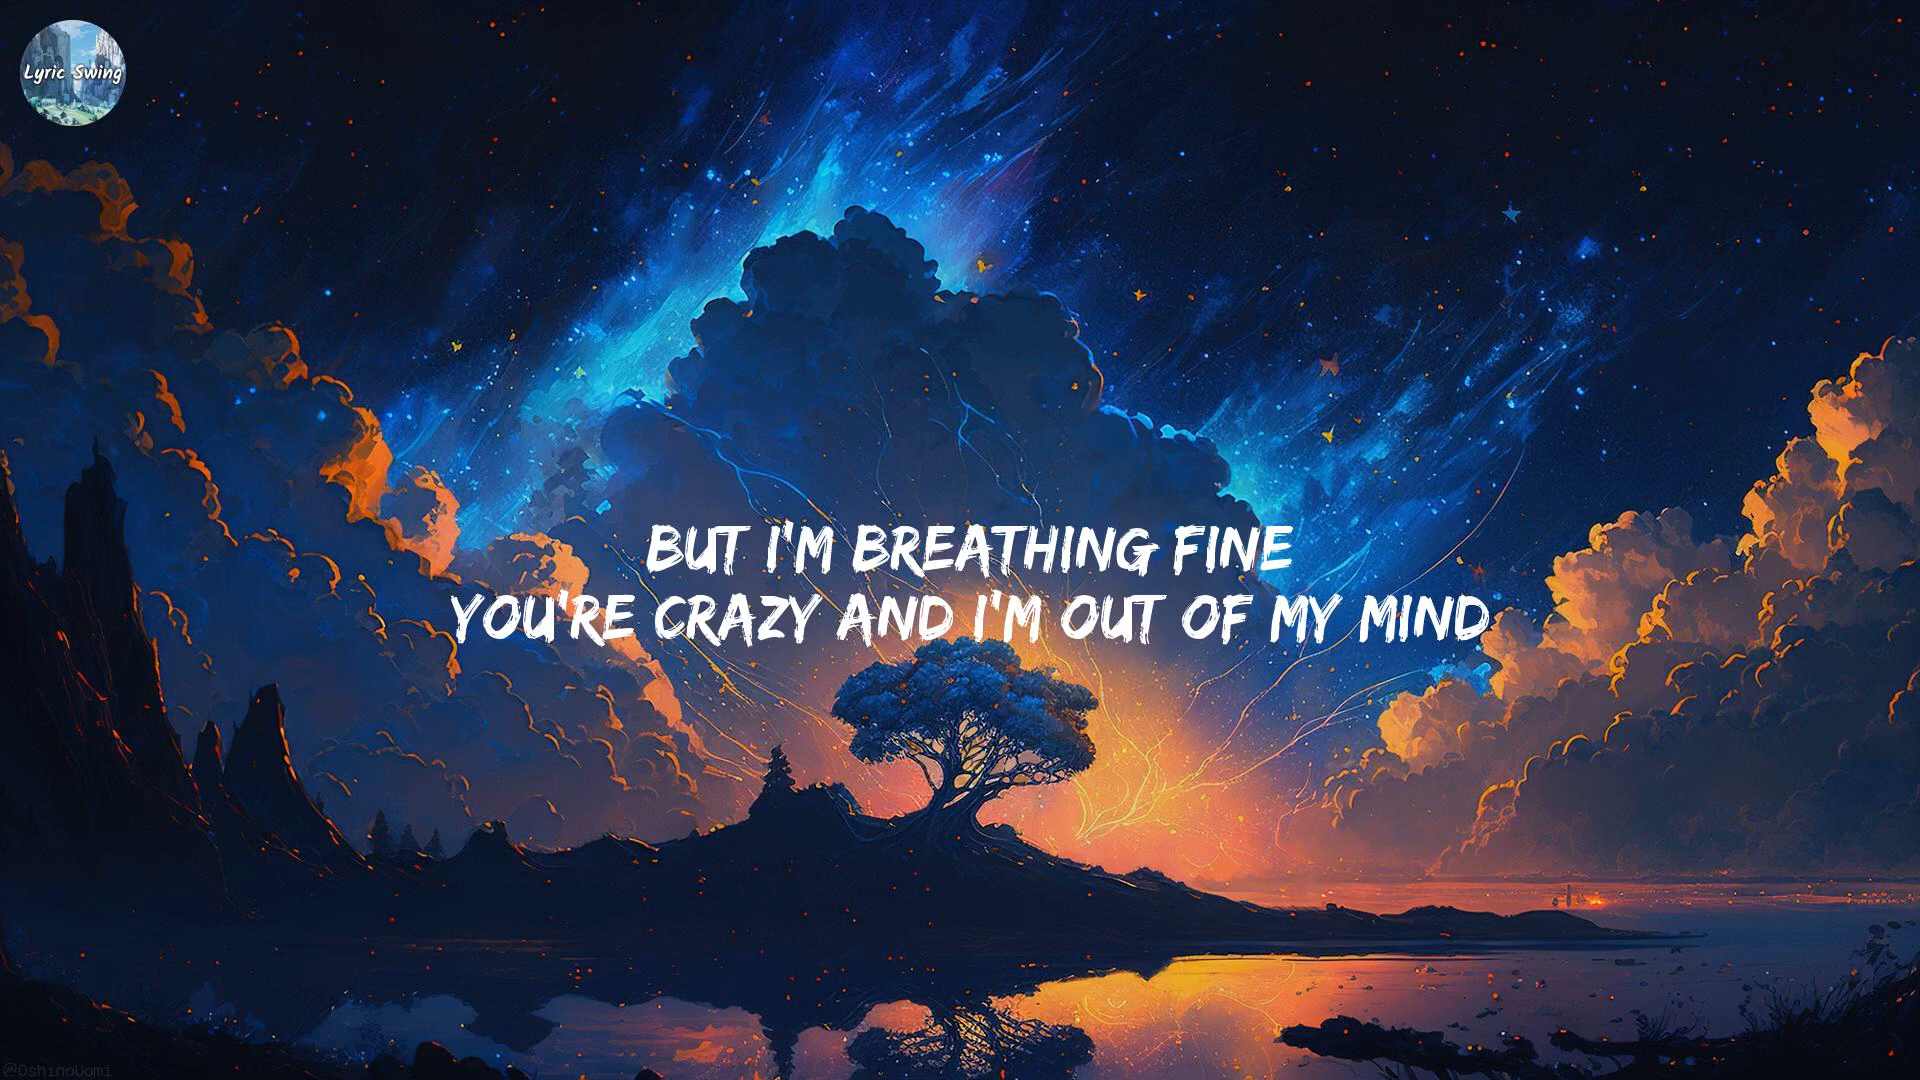 Lyric Swing
BUT I'M BREATHING FINE
YOU'RE CRAZY AND I'M OUT OF MY MIND
@OshinoUomi